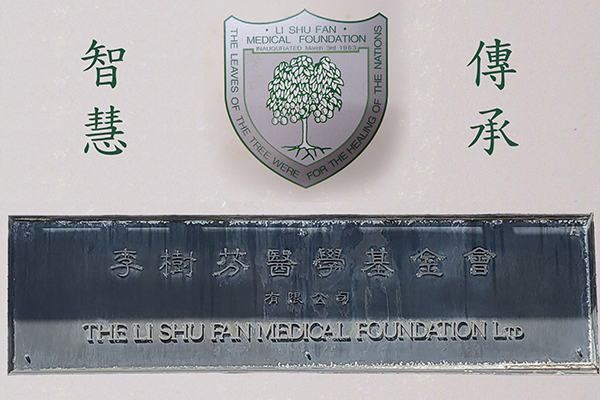 · LI SHU FAN ·
MEDICAL FOUNDATION
INAUGURATED March 3rd 1963
THE LEAVES OF THE TREE WERE FOR THE HEALING OF THE NATIONS
智慧
傳承
李樹芬醫學基金會
有限公司
THE LI SHU FAN MEDICAL FOUNDATION LTD